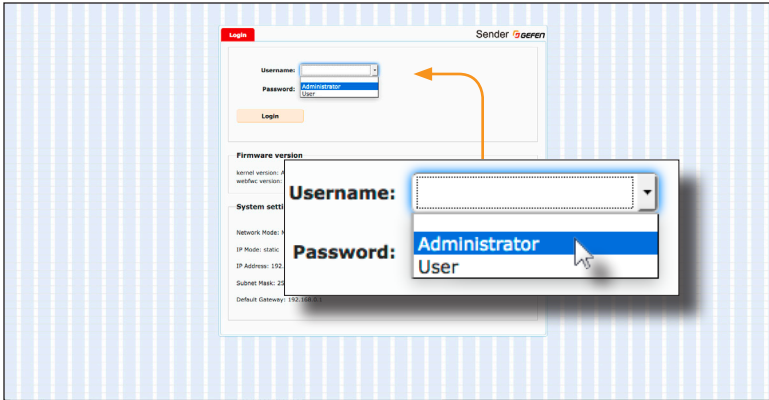 Login
Sender GEFEN
Username:
Password:
Administrator
User
Login
Firmware version
kernel version: A
webfwc version:
System setti
Network Mode: M
IP Mode: static
IP Address: 192.
Subnet Mask: 25
Default Gateway: 192.168.0.1
Username:
Password:
Administrator
User